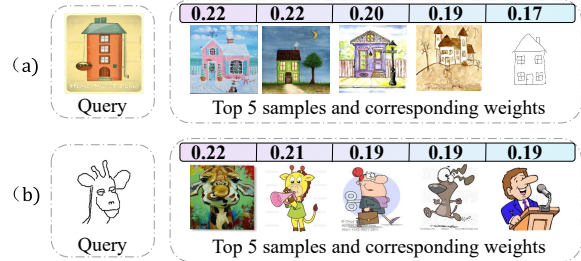 0.22 0.22 0.20 0.19 0.17
(a)
Query
Top 5 samples and corresponding weights
0.22 0.21 0.19 0.19 0.19
(b)
Query
Top 5 samples and corresponding weights